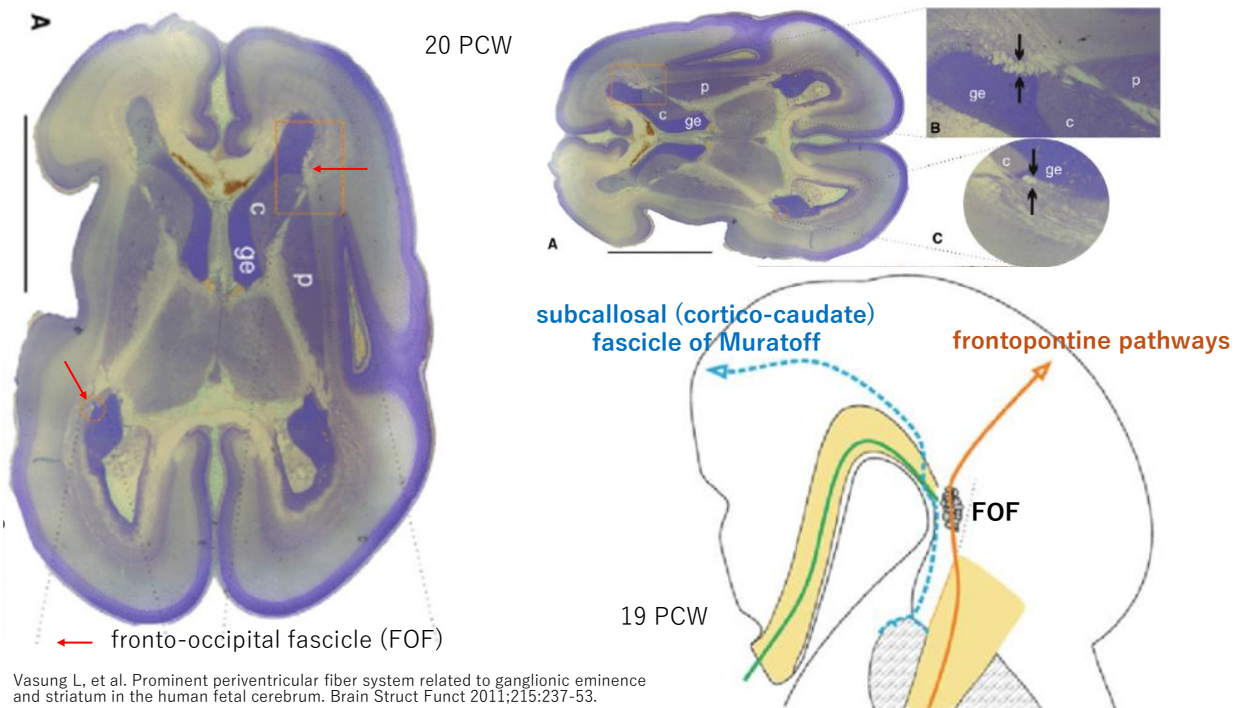 A
20 PCW
c
ge
p
p
c
ge
A
ge
c
p
B
c
ge
C
subcallosal (cortico-caudate)
fascicle of Muratoff
frontopontine pathways
FOF
19 PCW
fronto-occipital fascicle (FOF)
Vasung L, et al. Prominent periventricular fiber system related to ganglionic eminence
and striatum in the human fetal cerebrum. Brain Struct Funct 2011;215:237-53.